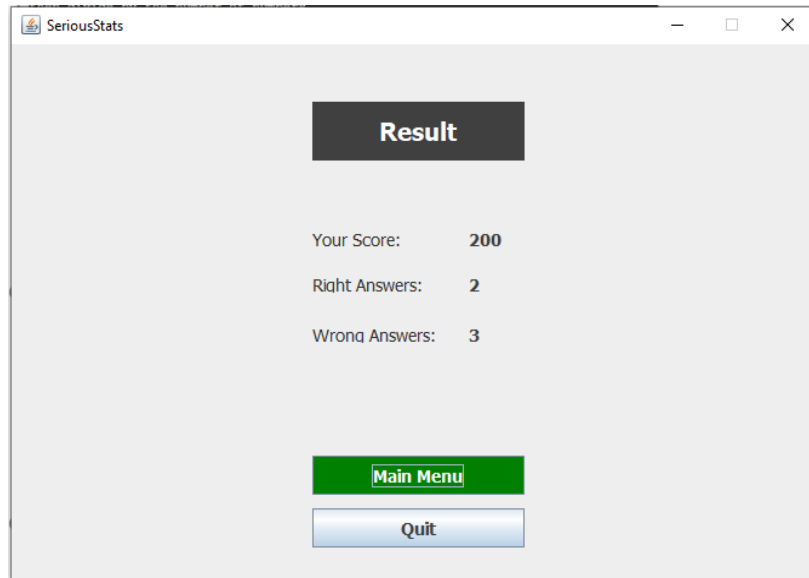 SeriousStats
Result
Your Score: 200
Right Answers: 2
Wrong Answers: 3
Main Menu
Quit